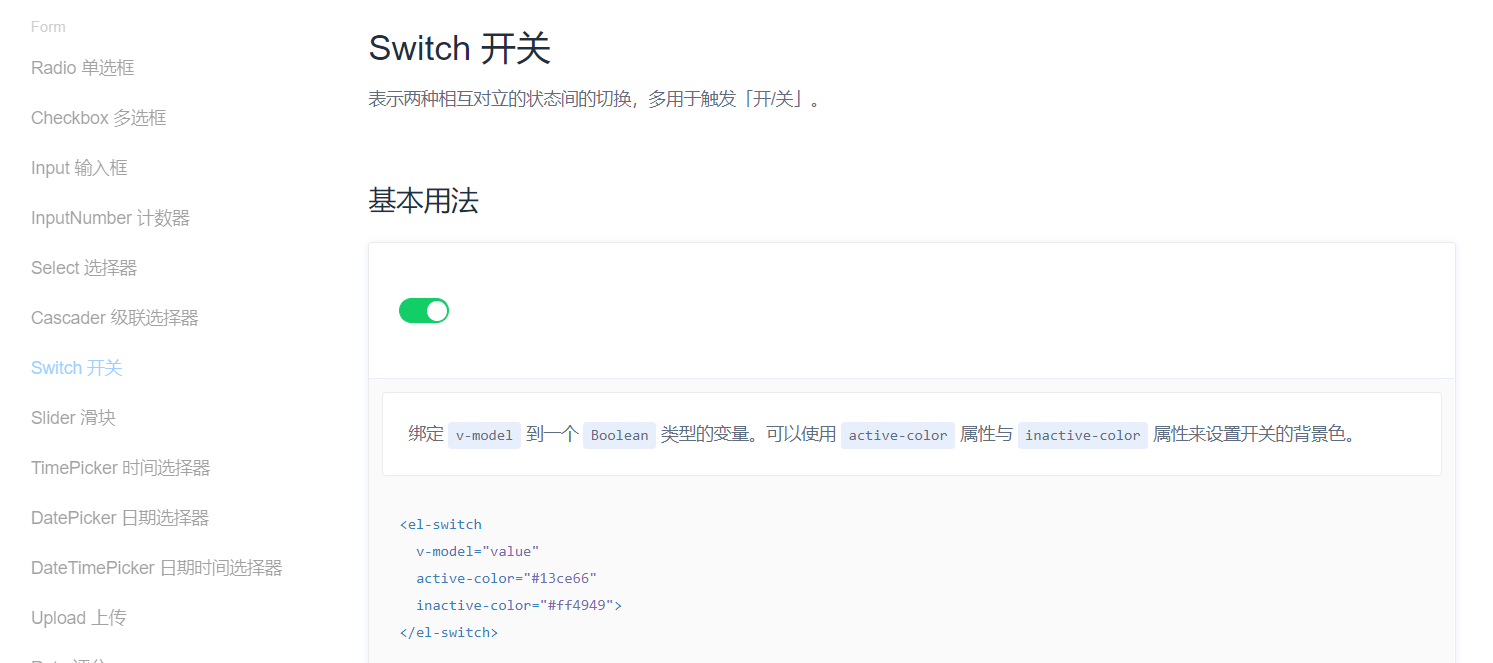 Form
Radio 单选框
Checkbox 多选框
Input 输入框
InputNumber 计数器
Select 选择器
Cascader 级联选择器
Switch 开关
Slider 滑块
TimePicker 时间选择器
DatePicker 日期选择器
DateTimePicker 日期时间选择器
Upload 上传
Switch 开关
表示两种相互对立的状态间的切换，多用于触发「开/关」。
基本用法
绑定 v-model 到一个 Boolean 类型的变量。可以使用 active-color 属性与 inactive-color 属性来设置开关的背景色。
<el-switch
  v-model="value"
  active-color="#13ce66"
  inactive-color="#ff4949">
</el-switch>